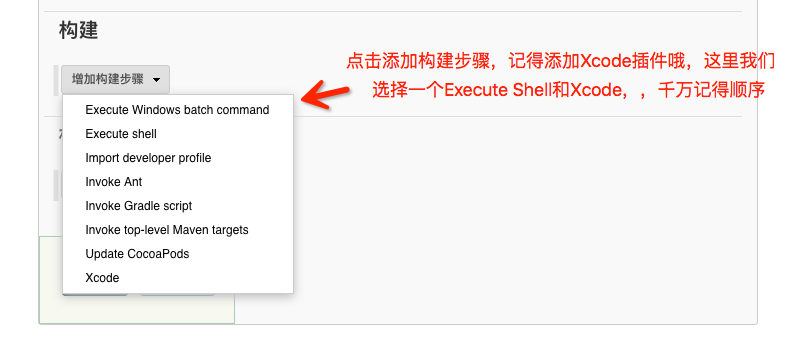 构建
增加构建步骤
点击添加构建步骤，记得添加Xcode插件哦，这里我们
选择一个Execute Shell和Xcode，，千万记得顺序
Execute Windows batch command
Execute shell
Import developer profile
Invoke Ant
Invoke Gradle script
Invoke top-level Maven targets
Update CocoaPods
Xcode